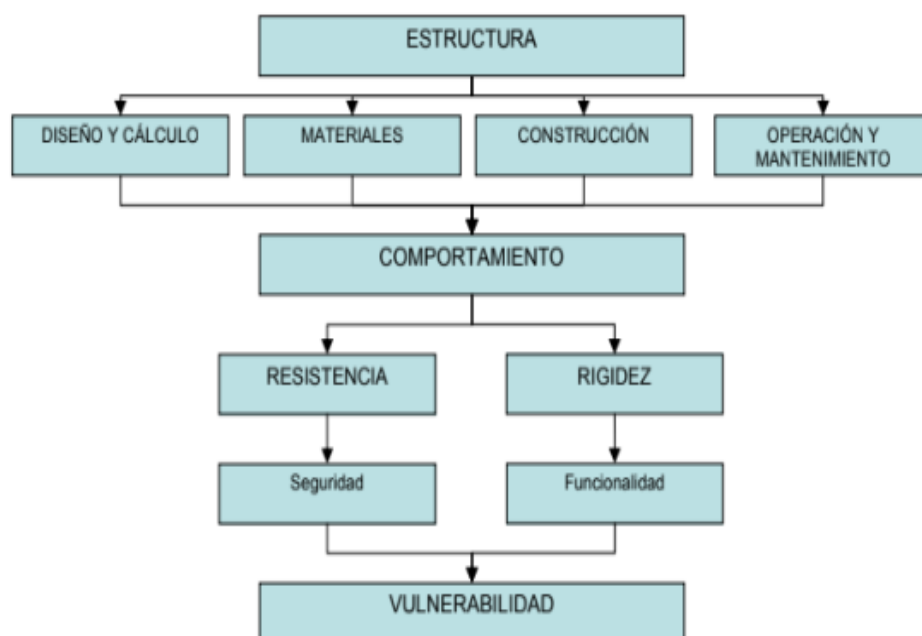 ESTRUCTURA
DISEÑO Y CÁLCULO
MATERIALES
CONSTRUCCIÓN
OPERACIÓN Y
MANTENIMIENTO
COMPORTAMIENTO
RESISTENCIA
RIGIDEZ
Seguridad
Funcionalidad
VULNERABILIDAD